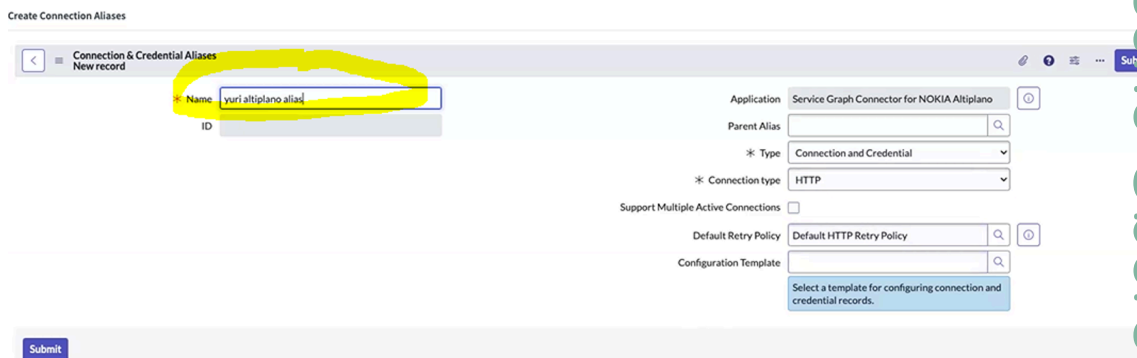 Create Connection Aliases
Connection & Credential Aliases
New record
Sub
* Name yuri altiplano alias
ID
Application Service Graph Connector for NOKIA Altiplano
Parent Alias
* Type Connection and Credential
* Connection type HTTP
Support Multiple Active Connections
Default Retry Policy Default HTTP Retry Policy
Configuration Template
Select a template for configuring connection and
credential records.
Submit